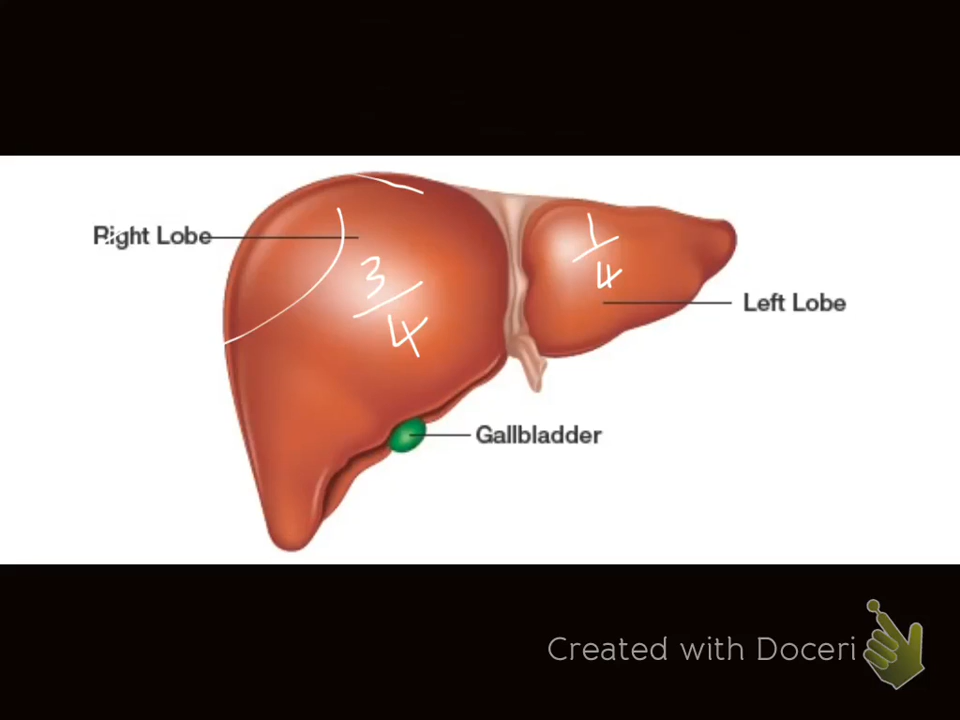 Right Lobe
3/4
1/4
Left Lobe
Gallbladder
Created with Doceri